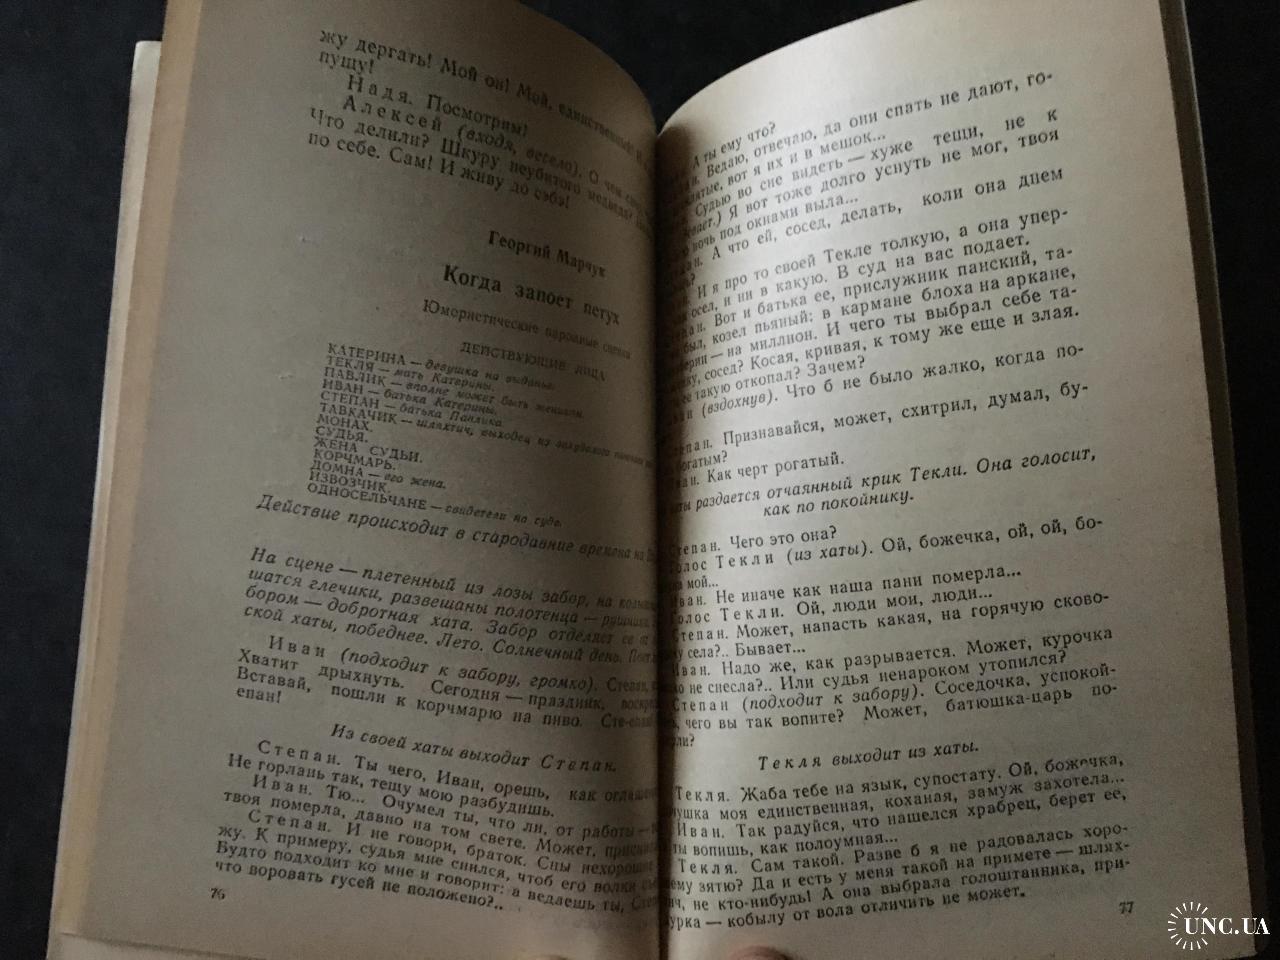 жу дергать! Мой он! Мой, единственный! Не
пущу!
Надя. Посмотрим!
Алексей (входя, весело). О чем
Что делили? Шкуру неубитого медведя?
по себе. Сам! И живу до сэбэ!
Георгий Марчук
Когда запоет петух
Юмористические народные сцены
ДЕЙСТВУЮЩИЕ ЛИЦА
КАТЕРИНА — девушка на выданье.
ТЕКЛЯ — мать Катерины.
ПАВЛИК — вполне может быть женихом.
ИВАН — батька Катерины.
СТЕПАН — батька Павлика.
ТАВКАЧИК — шляхтич, выходец из
МОНАХ.
СУДЬЯ.
ЖЕНА СУДЬИ.
КОРЧМАРЬ.
ДОМНА — его жена.
ИЗВОЗЧИК.
ОДНОСЕЛЬЧАНЕ — свидетели на суде.
Действие происходит в стародавние времена на
На сцене — плетенный из лозы забор, на
шатся глечики, развешаны полотенца —
бором — добротная хата. Забор отделяет ее от
ской хаты, победнее. Лето. Солнечный день.
Иван (подходит к забору, громко). Степан,
Хватит дрыхнуть. Сегодня — праздник,
Вставай, пошли к корчмарю на пиво.
епан!
Из своей хаты выходит Степан.
Степан. Ты чего, Иван, орешь, как
Не горлань так, тещу мою разбудишь.
Иван. Тю... Очумел ты, что ли, от работы —
твоя померла, давно на том свете. Может,
Степан. И не говори, браток. Сны нехорошие
жу. К примеру, судья мне снился, чтоб его волки
Будто подходит ко мне и говорит: а ведаешь ты,
что воровать гусей не положено?..
76
А ты ему что?
Ведаю, отвечаю, да они спать не дают, го-
вот я их и в мешок...
Судью во сне видеть — хуже тещи, не к
Я вот тоже долго уснуть не мог, твоя
ночь под окнами выла...
А что ей, сосед, делать, коли она днем
И я про то своей Текле толкую, а она упер-
осел, и ни в какую. В суд на вас подает.
Вот и батька ее, прислужник панский, та-
был, козел пьяный: в кармане блоха на аркане,
— на миллион. И чего ты выбрал себе та-
сосед? Косая, кривая, к тому же еще и злая.
такую откопал? Зачем?
(вздохнув). Что б не было жалко, когда по-
Признавайся, может, схитрил, думал, бу-
богатым?
Как черт рогатый.
раздается отчаянный крик Текли. Она голосит,
как по покойнику.
Степан. Чего это она?
Голос Текли (из хаты). Ой, божечка, ой, ой, бо-
мой...
Иван. Не иначе как наша пани померла...
Голос Текли. Ой, люди мои, люди...
Степан. Может, напасть какая, на горячую сково-
села?.. Бывает...
Иван. Надо же, как разрывается. Может, курочка
не снесла?.. Или судья ненароком утопился?
Степан (подходит к забору). Соседочка, успокой-
чего вы так вопите? Может, батюшка-царь по-
Текля выходит из хаты.
Текля. Жаба тебе на язык, супостату. Ой, божечка,
моя единственная, коханая, замуж захотела...
Иван. Так радуйся, что нашелся храбрец, берет ее,
ты вопишь, как полоумная...
Текля. Сам такой. Разве б я не радовалась хоро-
зятю? Да и есть у меня такой на примете — шлях-
не кто-нибудь! А она выбрала голоштанника, при-
— кобылу от вола отличить не может.
77
UNC.UA